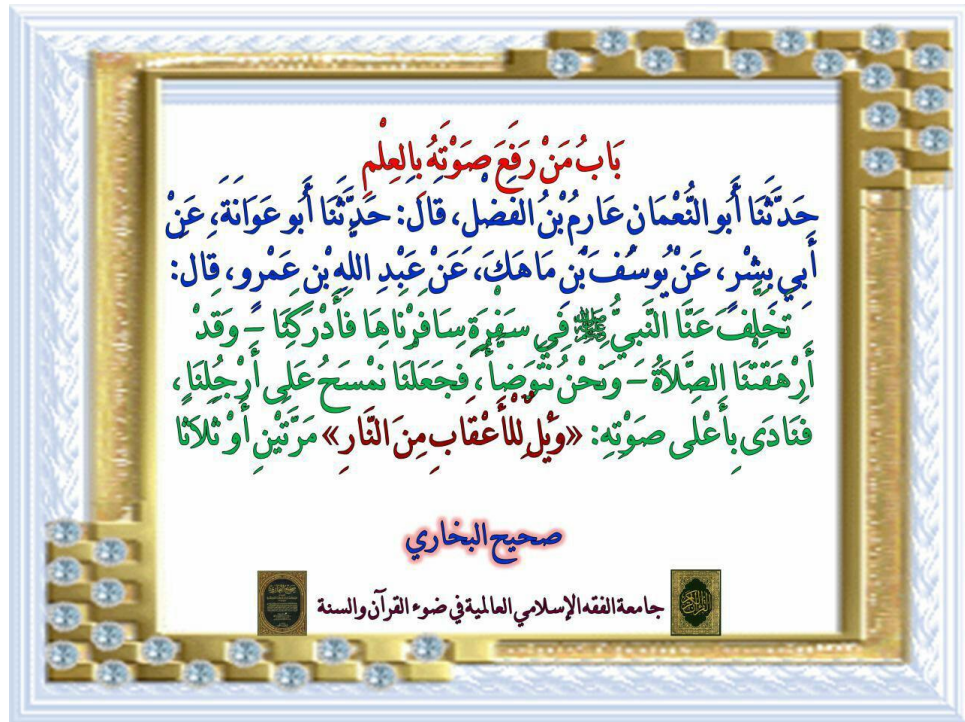 بَابُ مَنْ رَفَعَ صَوْتَهُ بِالعِلْمِ
حَدَّثَنَا أَبُو النُّعْمَانِ عَارِمُ بْنُ الفَضْلِ، قَالَ: حَدَّثَنَا أَبُو عَوَانَةَ، عَنْ
أَبِي بِشْرٍ، عَنْ يُوسُفَ بْنِ مَاهَكَ، عَنْ عَبْدِ اللَّهِ بْنِ عَمْرٍو، قَالَ:
تَخَلَّفَ عَنَّا النَّبِيُّ ﷺ فِي سَفْرَةٍ سَافَرْنَاهَا فَأَدْرَكَنَا – وَقَدْ
أَرْهَقَتْنَا الصَّلاَةُ – وَنَحْنُ نَتَوَضَّأُ، فَجَعَلْنَا نَمْسَحُ عَلَى أَرْجُلِنَا،
فَنَادَى بِأَعْلَى صَوْتِهِ: «وَيْلٌ لِلْأَعْقَابِ مِنَ النَّارِ» مَرَّتَيْنِ أَوْ ثَلاَثًا
صحيح البخاري
جامعة الفقه الإسلامي العالمية في ضوء القرآن والسنة